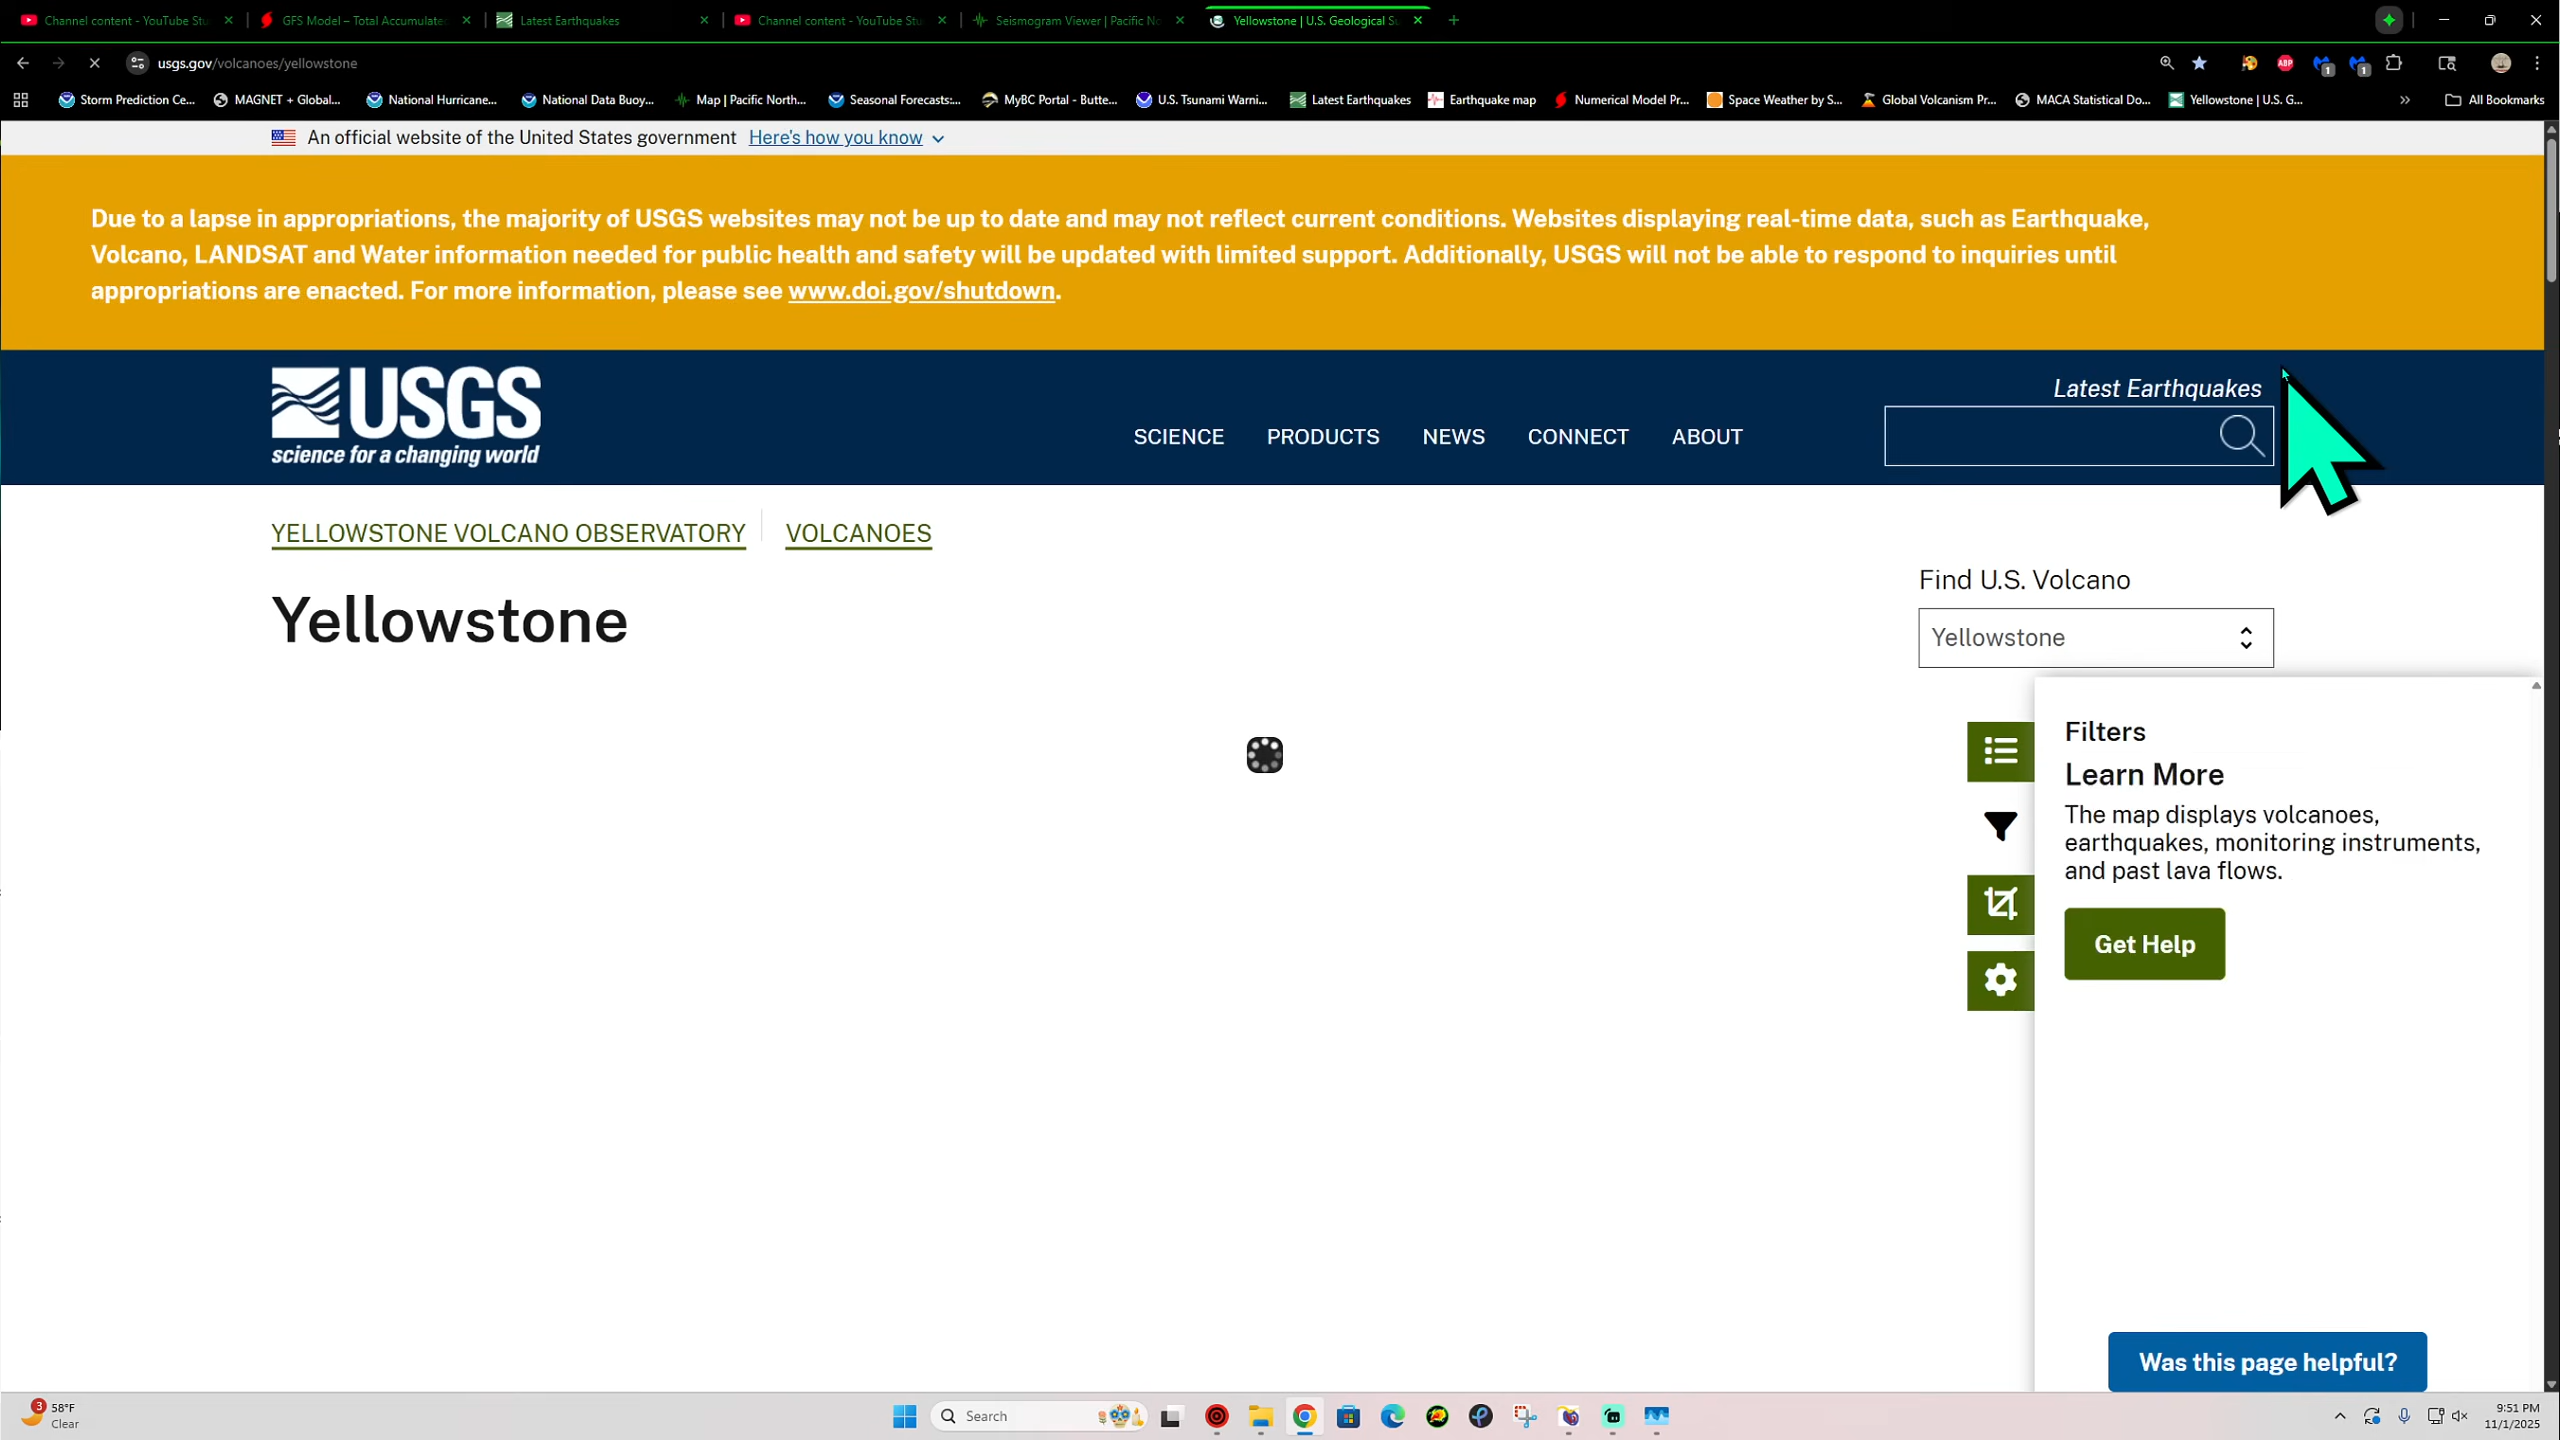 Channel content - YouTube Stu
GFS Model – Total Accumulate
Latest Earthquakes
Channel content - YouTube Stu
Seismogram Viewer | Pacific No
Yellowstone | U.S. Geological Su
usgs.gov/volcanoes/yellowstone
ABP
1
1
Storm Prediction Ce...
MAGNET + Global...
National Hurricane...
National Data Buoy...
Map | Pacific North...
Seasonal Forecasts:...
MyBC Portal - Butte...
U.S. Tsunami Warni...
Latest Earthquakes
Earthquake map
Numerical Model Pr...
Space Weather by S...
Global Volcanism Pr...
MACA Statistical Do...
Yellowstone | U.S. G...
»
All Bookmarks
An official website of the United States government Here's how you know
Due to a lapse in appropriations, the majority of USGS websites may not be up to date and may not reflect current conditions. Websites displaying real-time data, such as Earthquake,
Volcano, LANDSAT and Water information needed for public health and safety will be updated with limited support. Additionally, USGS will not be able to respond to inquiries until
appropriations are enacted. For more information, please see www.doi.gov/shutdown.
USGS
science for a changing world
SCIENCE
PRODUCTS
NEWS
CONNECT
ABOUT
Latest Earthquakes
YELLOWSTONE VOLCANO OBSERVATORY
VOLCANOES
Yellowstone
Find U.S. Volcano
Yellowstone
Filters
Learn More
The map displays volcanoes,
earthquakes, monitoring instruments,
and past lava flows.
Get Help
Was this page helpful?
3
58°F
Clear
Search
9:51 PM
11/1/2025